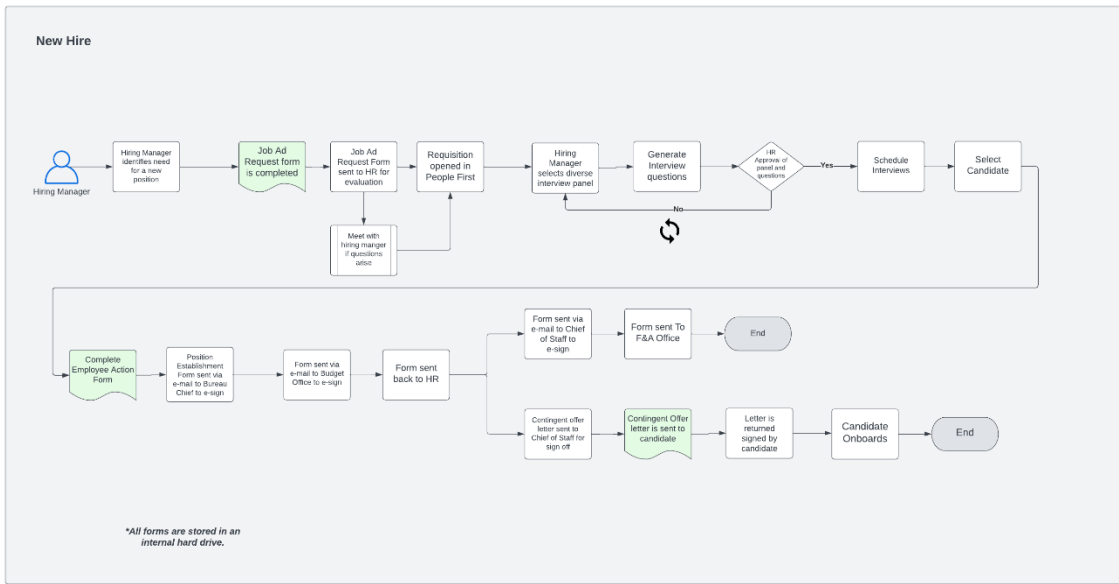 New Hire
Hiring Manager
Hiring Manager
identifies need
for a new
position
Job Ad
Request form
is completed
Job Ad
Request Form
sent to HR for
evaluation
Requisition
opened in
People First
Hiring
Manager
selects diverse
interview panel
Generate
Interview
questions
HR
Approval of
panel and
questions
Yes
Schedule
Interviews
Select
Candidate
No
Meet with
hiring manger
if questions
arise
Complete
Employee Action
Form
Position
Establishment
Form sent via
e-mail to Bureau
Chief to e-sign
Form sent via
e-mail to Budget
Office to e-sign
Form sent
back to HR
Form sent via
e-mail to Chief
of Staff to
e-sign
Form sent To
F&A Office
End
Contingent offer
letter sent to
Chief of Staff for
sign off
Contingent Offer
letter is sent to
candidate
Letter is
returned
signed by
candidate
Candidate
Onboards
End
*All forms are stored in an
internal hard drive.